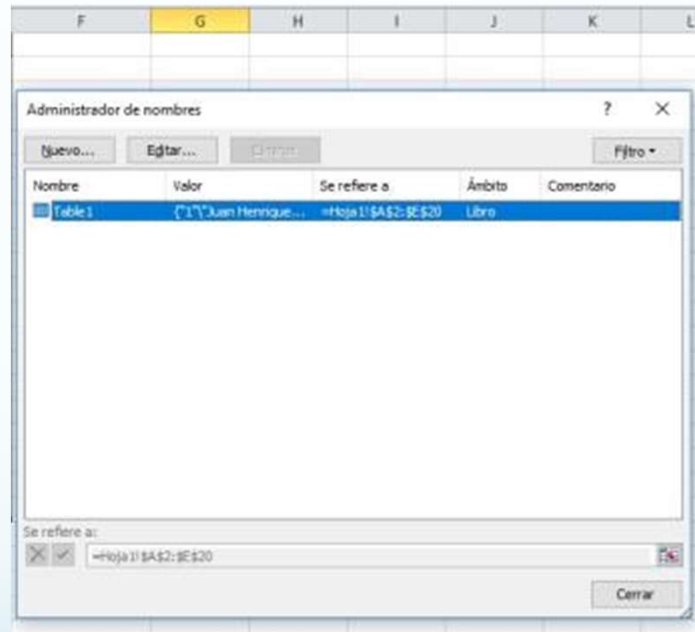 F G H I J K L
Administrador de nombres ? ×
Nuevo... Editar... Eliminar Filtro
Nombre Valor Se refiere a Ámbito Comentario
Table1 {"1"\"Juan Henrique... =Hoja1!$A$2:$E$20 Libro
Se refiere a:
=Hoja1!$A$2:$E$20
Cerrar